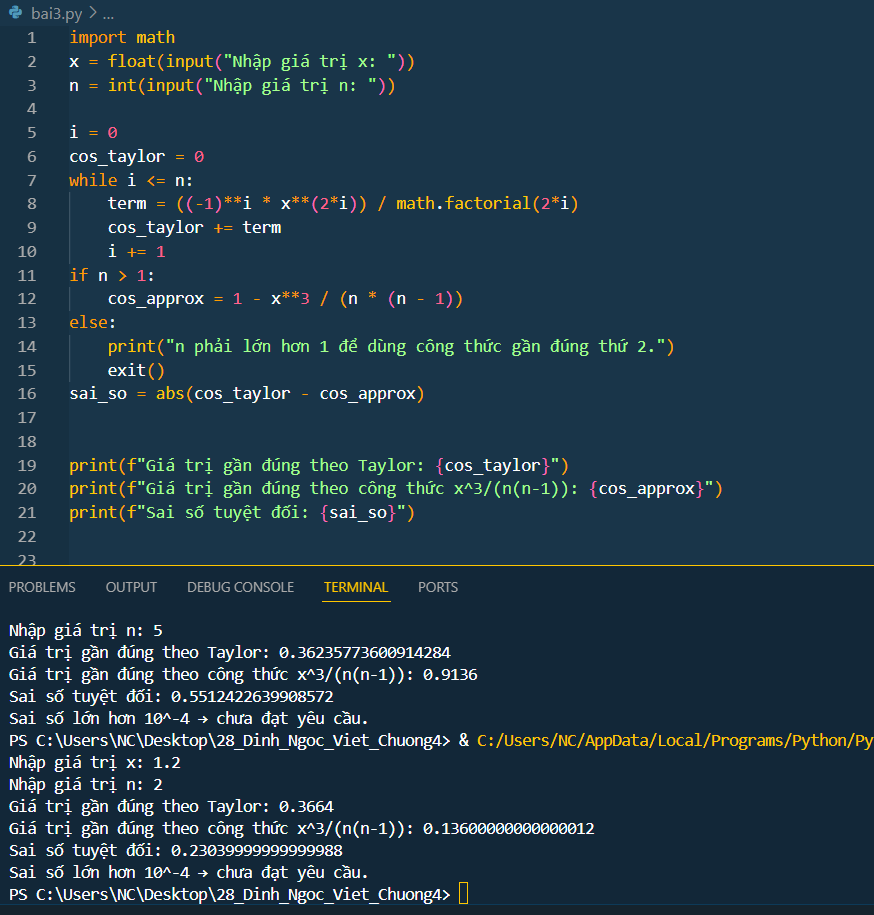 bai3.py > ...
1 import math
2 x = float(input("Nhập giá trị x: "))
3 n = int(input("Nhập giá trị n: "))
4
5 i = 0
6 cos_taylor = 0
7 while i <= n:
8     term = ((-1)**i * x**(2*i)) / math.factorial(2*i)
9     cos_taylor += term
10     i += 1
11 if n > 1:
12     cos_approx = 1 - x**3 / (n * (n - 1))
13 else:
14     print("n phải lớn hơn 1 để dùng công thức gần đúng thứ 2.")
15     exit()
16 sai_so = abs(cos_taylor - cos_approx)
17
18
19 print(f"Giá trị gần đúng theo Taylor: {cos_taylor}")
20 print(f"Giá trị gần đúng theo công thức x^3/(n(n-1)): {cos_approx}")
21 print(f"Sai số tuyệt đối: {sai_so}")
22
23
PROBLEMS OUTPUT DEBUG CONSOLE TERMINAL PORTS
Nhập giá trị n: 5
Giá trị gần đúng theo Taylor: 0.36235773600914284
Giá trị gần đúng theo công thức x^3/(n(n-1)): 0.9136
Sai số tuyệt đối: 0.5512422639908572
Sai số lớn hơn 10^-4 → chưa đạt yêu cầu.
PS C:\Users\NC\Desktop\28_Dinh_Ngoc_Viet_Chuong4> & C:/Users/NC/AppData/Local/Programs/Python/Py
Nhập giá trị x: 1.2
Nhập giá trị n: 2
Giá trị gần đúng theo Taylor: 0.3664
Giá trị gần đúng theo công thức x^3/(n(n-1)): 0.13600000000000012
Sai số tuyệt đối: 0.23039999999999988
Sai số lớn hơn 10^-4 → chưa đạt yêu cầu.
PS C:\Users\NC\Desktop\28_Dinh_Ngoc_Viet_Chuong4>